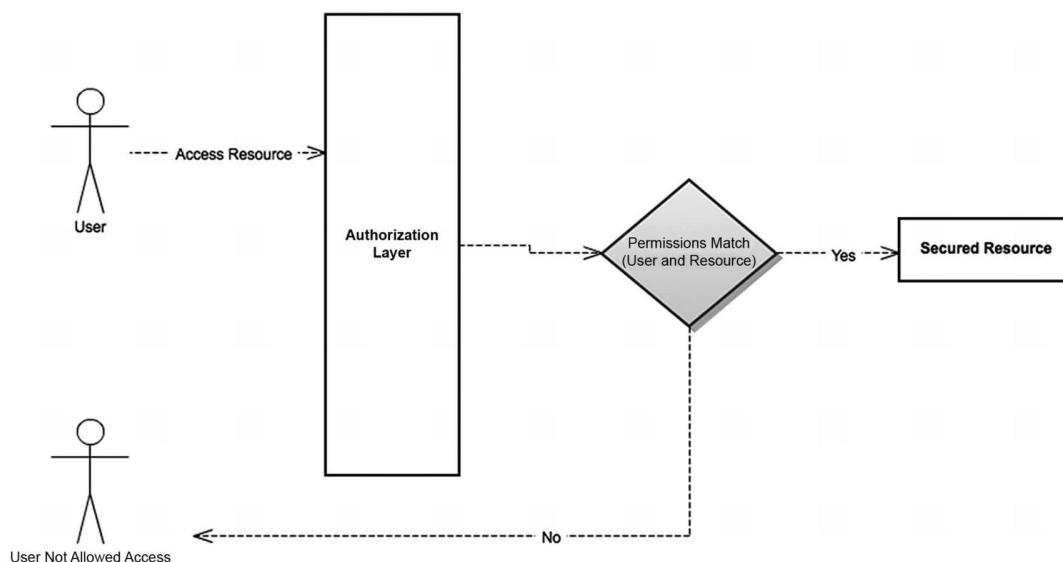 Access Resource
User
Authorization
Layer
Permissions Match
(User and Resource)
Yes
Secured Resource
No
User Not Allowed Access